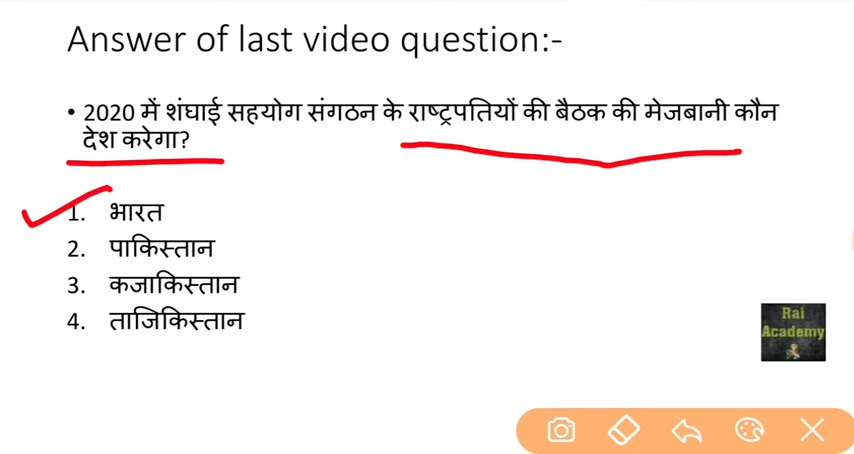 Answer of last video question:-
• 2020 में शंघाई सहयोग संगठन के राष्ट्रपतियों की बैठक की मेजबानी कौन
देश करेगा?
1. भारत
2. पाकिस्तान
3. कजाकिस्तान
4. ताजिकिस्तान
Rai
Academy